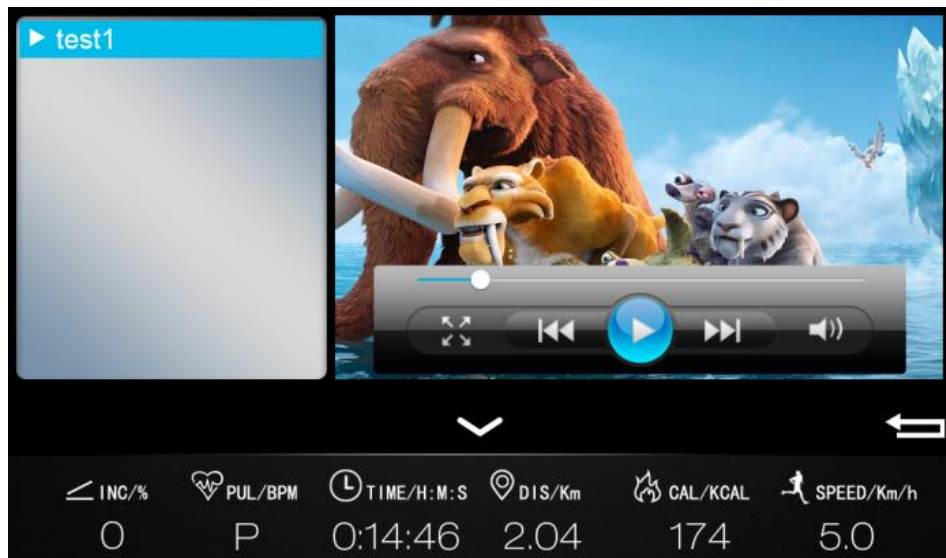 test1
INC/% PUL/BPM TIME/H:M:S DIS/Km CAL/KCAL SPEED/Km/h
0 P 0:14:46 2.04 174 5.0